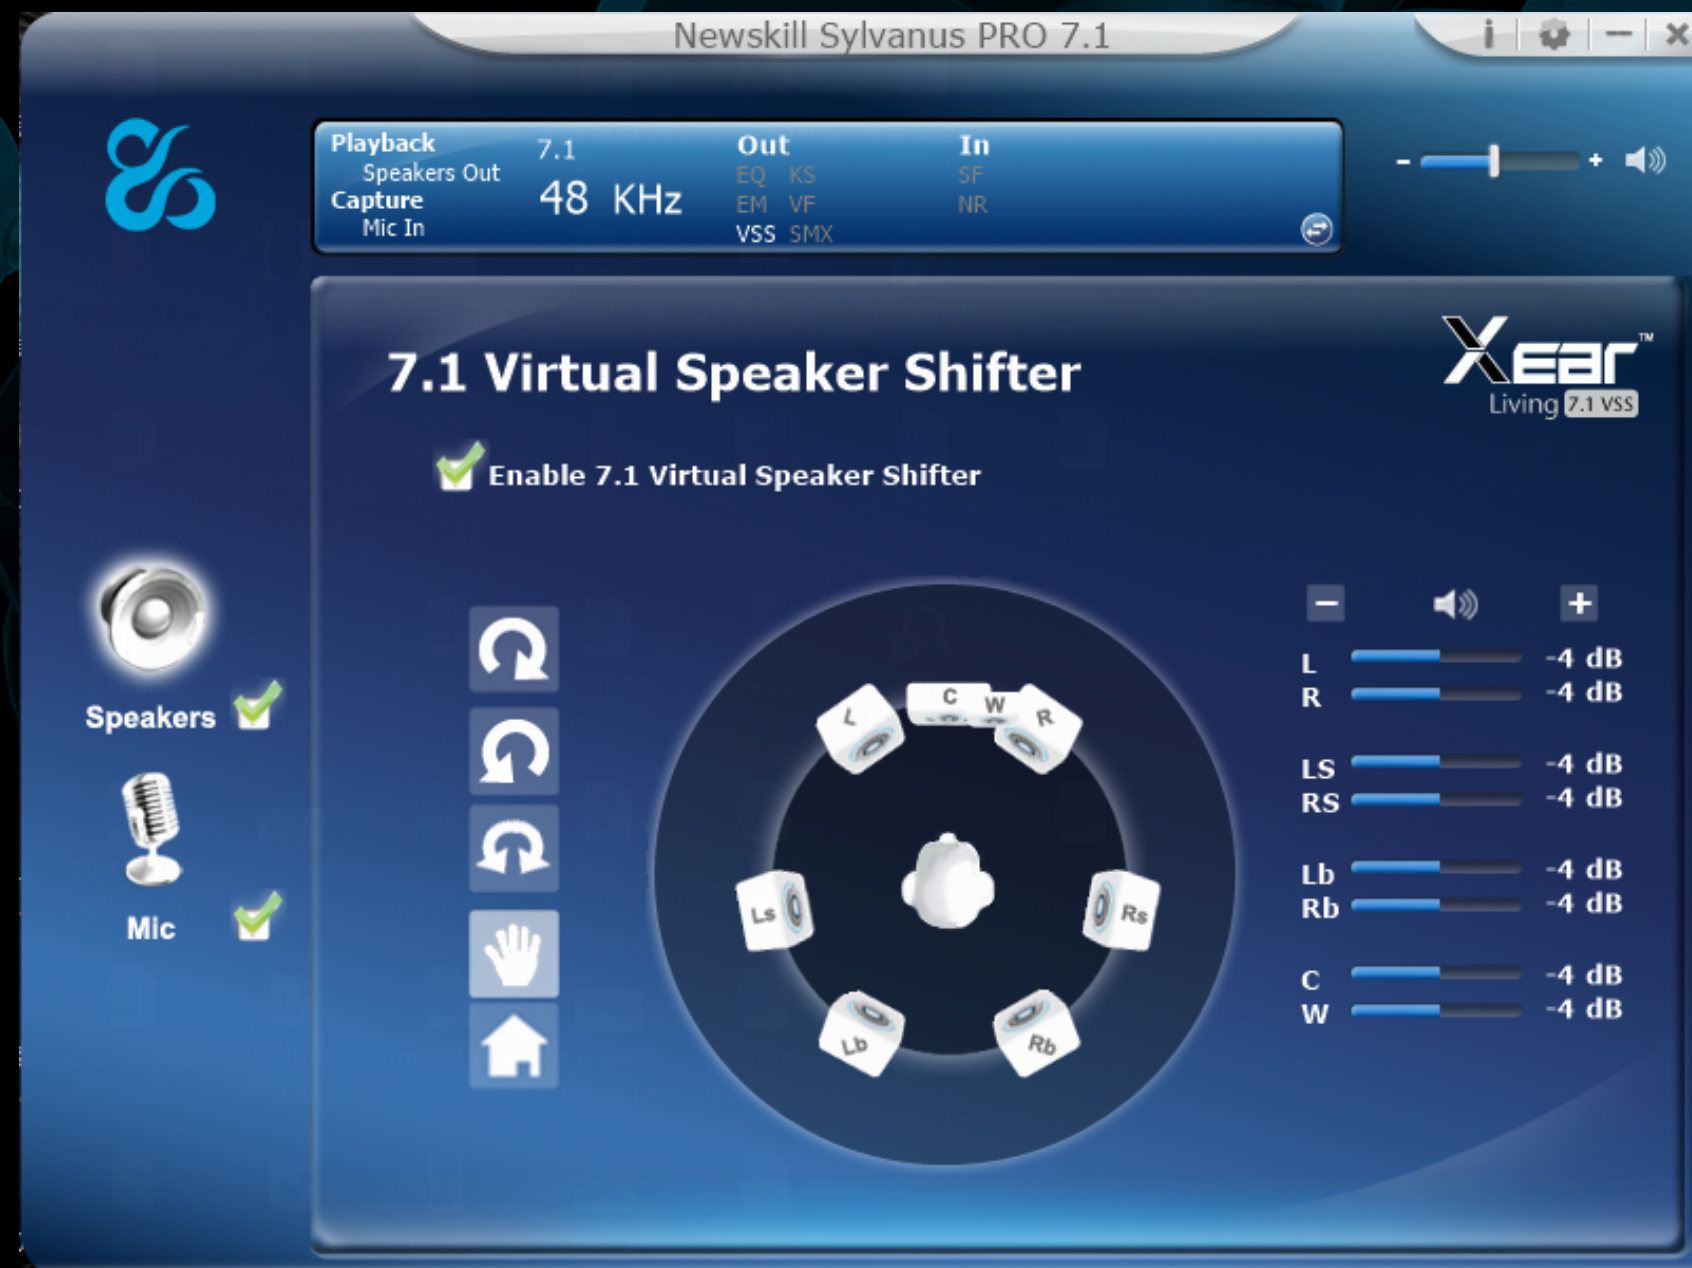 Newskill Sylvanus PRO 7.1
Playback 7.1 Out In
Speakers Out EQ KS SF
Capture 48 KHz EM VF NR
Mic In VSS SMX
7.1 Virtual Speaker Shifter
Xear™
Living 7.1 VSS
Enable 7.1 Virtual Speaker Shifter
Speakers
Mic
L
C
W
R
Ls
Rs
Lb
Rb
L -4 dB
R -4 dB
LS -4 dB
RS -4 dB
Lb -4 dB
Rb -4 dB
C -4 dB
W -4 dB